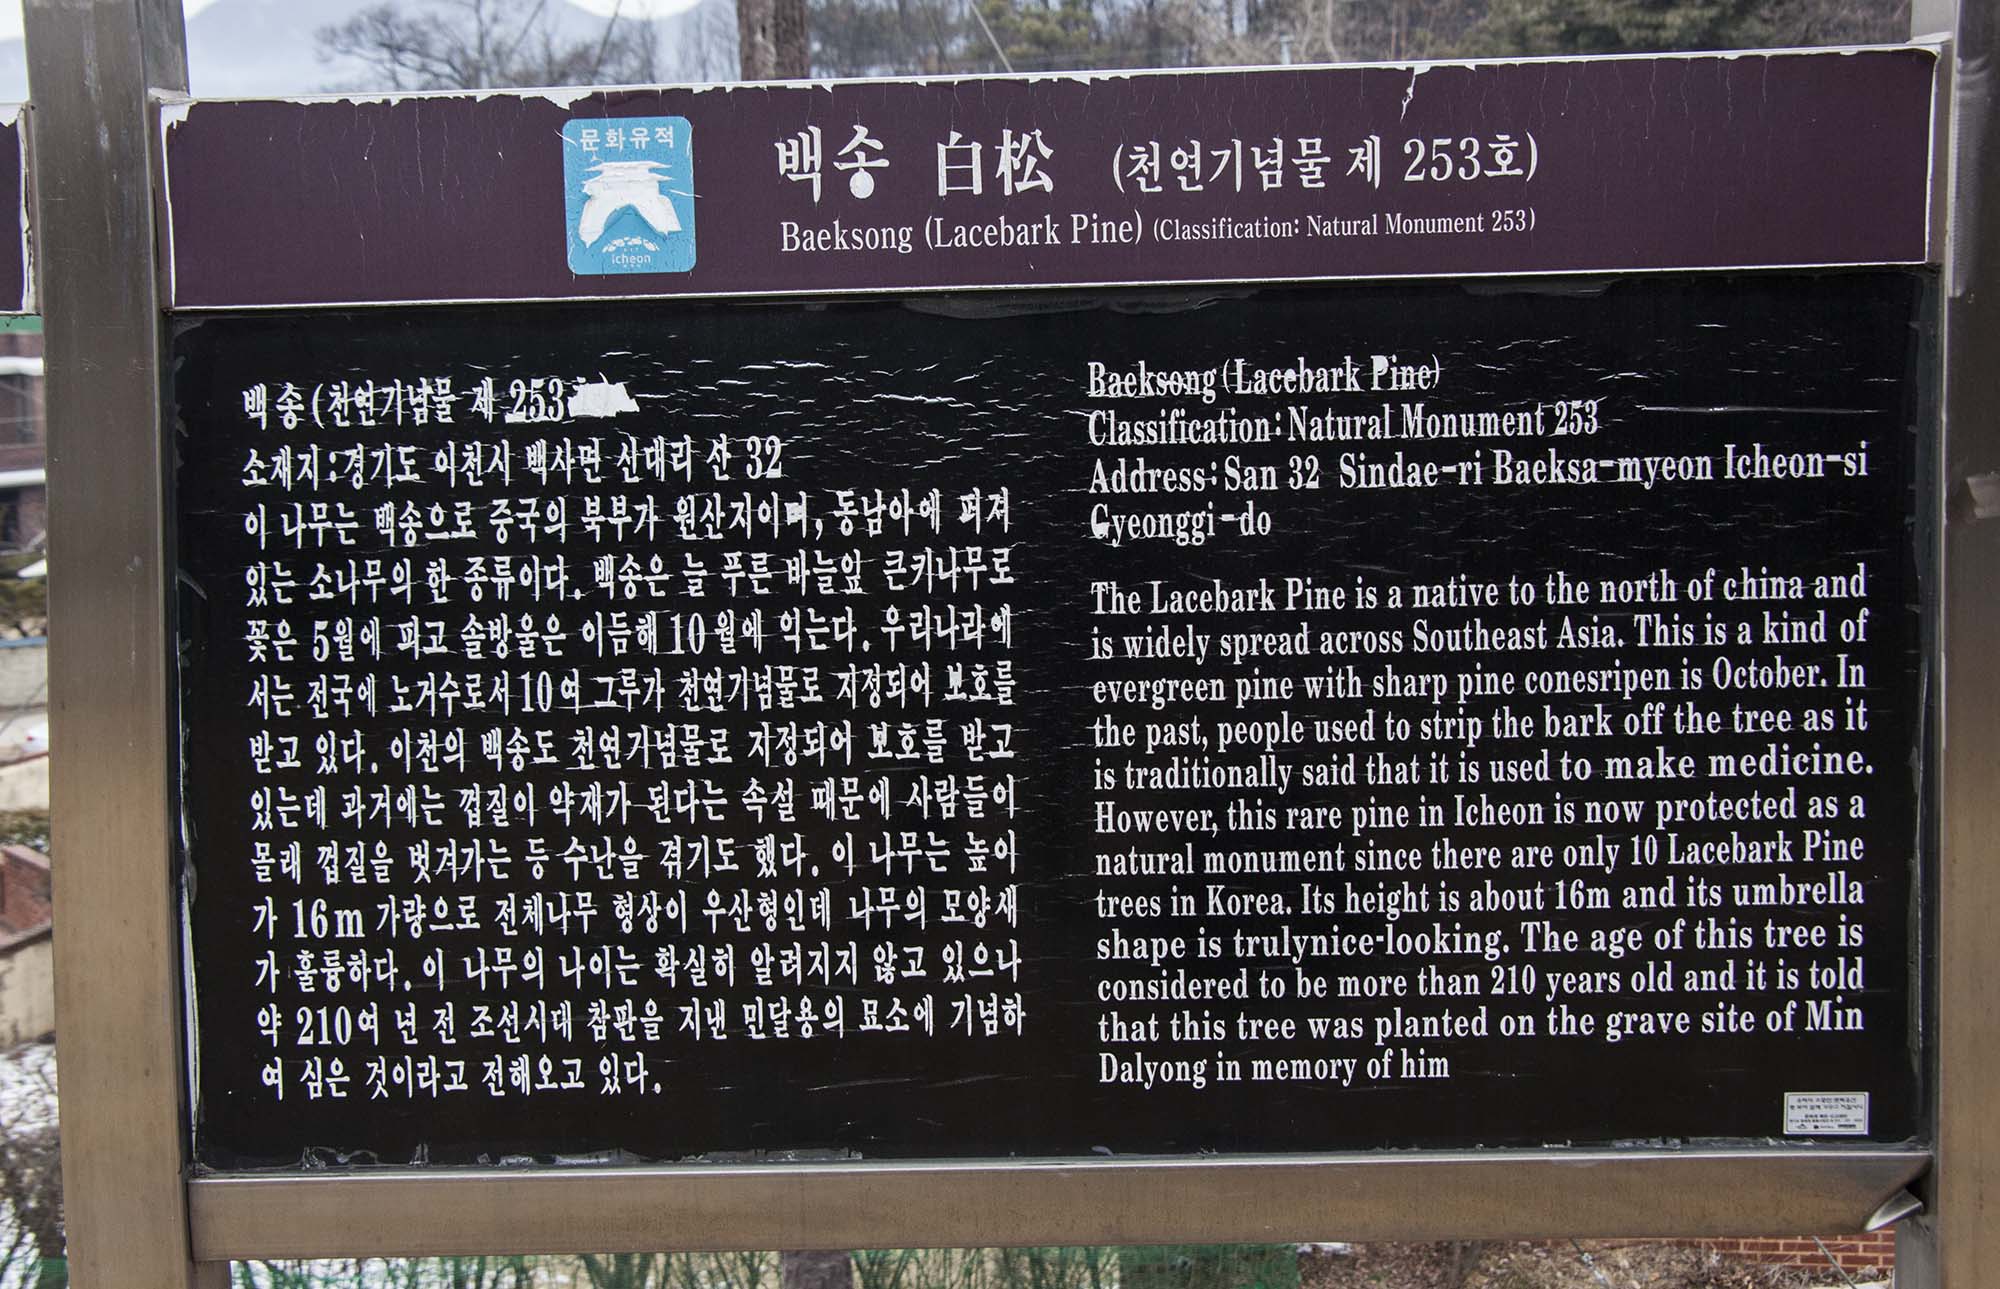 문화유적
icheon
백송 白松 (천연기념물 제 253호)
Baeksong (Lacebark Pine) (Classification: Natural Monument 253)
백송(천연기념물 제 253
소재지:경기도 이천시 백사면 신대리 산 32
이 나무는 백송으로 중국의 북부가 원산지이며, 동남아에 퍼져
있는 소나무의 한 종류이다. 백송은 늘 푸른 바늘잎 큰키나무로
꽃은 5월에 피고 솔방울은 이듬해 10월에 익는다. 우리나라에
서는 전국에 노거수로서 10여 그루가 천연기념물로 지정되어 보호를
받고 있다. 이천의 백송도 천연기념물로 지정되어 보호를 받고
있는데 과거에는 껍질이 약재가 된다는 속설 때문에 사람들이
몰래 껍질을 벗겨가는 등 수난을 겪기도 했다. 이 나무는 높이
가 16m 가량으로 전체나무 형상이 우산형인데 나무의 모양새
가 훌륭하다. 이 나무의 나이는 확실히 알려지지 않고 있으나
약 210여 년 전 조선시대 참판을 지낸 민달용의 묘소에 기념하
여 심은 것이라고 전해오고 있다.
Baeksong (Lacebark Pine)
Classification: Natural Monument 253
Address: San 32 Sindae-ri Baeksa-myeon Icheon-si
Gyeonggi-do
The Lacebark Pine is a native to the north of china and
is widely spread across Southeast Asia. This is a kind of
evergreen pine with sharp pine conesripen is October. In
the past, people used to strip the bark off the tree as it
is traditionally said that it is used to make medicine.
However, this rare pine in Icheon is now protected as a
natural monument since there are only 10 Lacebark Pine
trees in Korea. Its height is about 16m and its umbrella
shape is trulynice-looking. The age of this tree is
considered to be more than 210 years old and it is told
that this tree was planted on the grave site of Min
Dalyong in memory of him